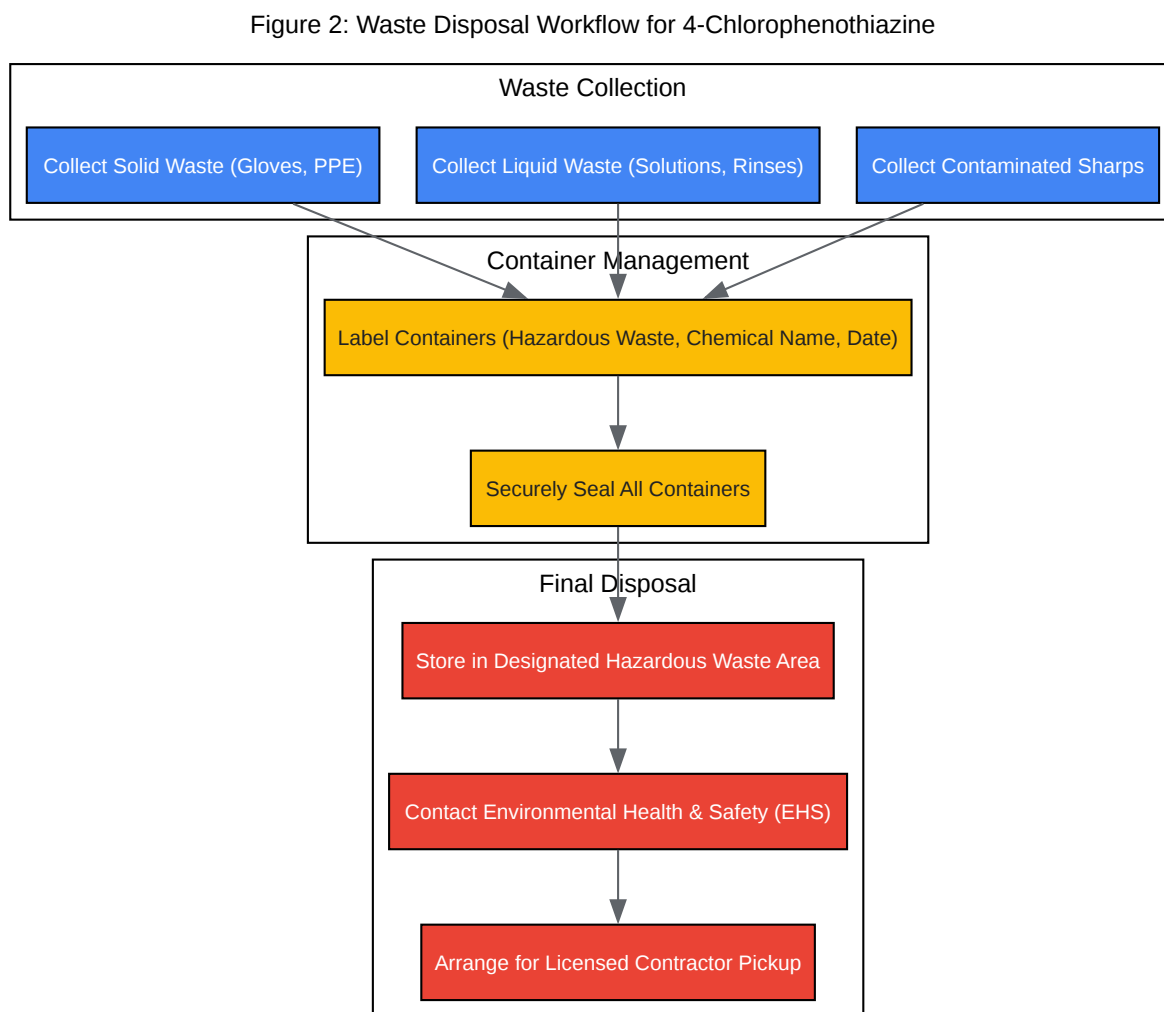 Figure 2: Waste Disposal Workflow for 4-Chlorophenothiazine
Waste Collection
Collect Solid Waste (Gloves, PPE)
Collect Liquid Waste (Solutions, Rinses)
Collect Contaminated Sharps
Container Management
Label Containers (Hazardous Waste, Chemical Name, Date)
Securely Seal All Containers
Final Disposal
Store in Designated Hazardous Waste Area
Contact Environmental Health & Safety (EHS)
Arrange for Licensed Contractor Pickup